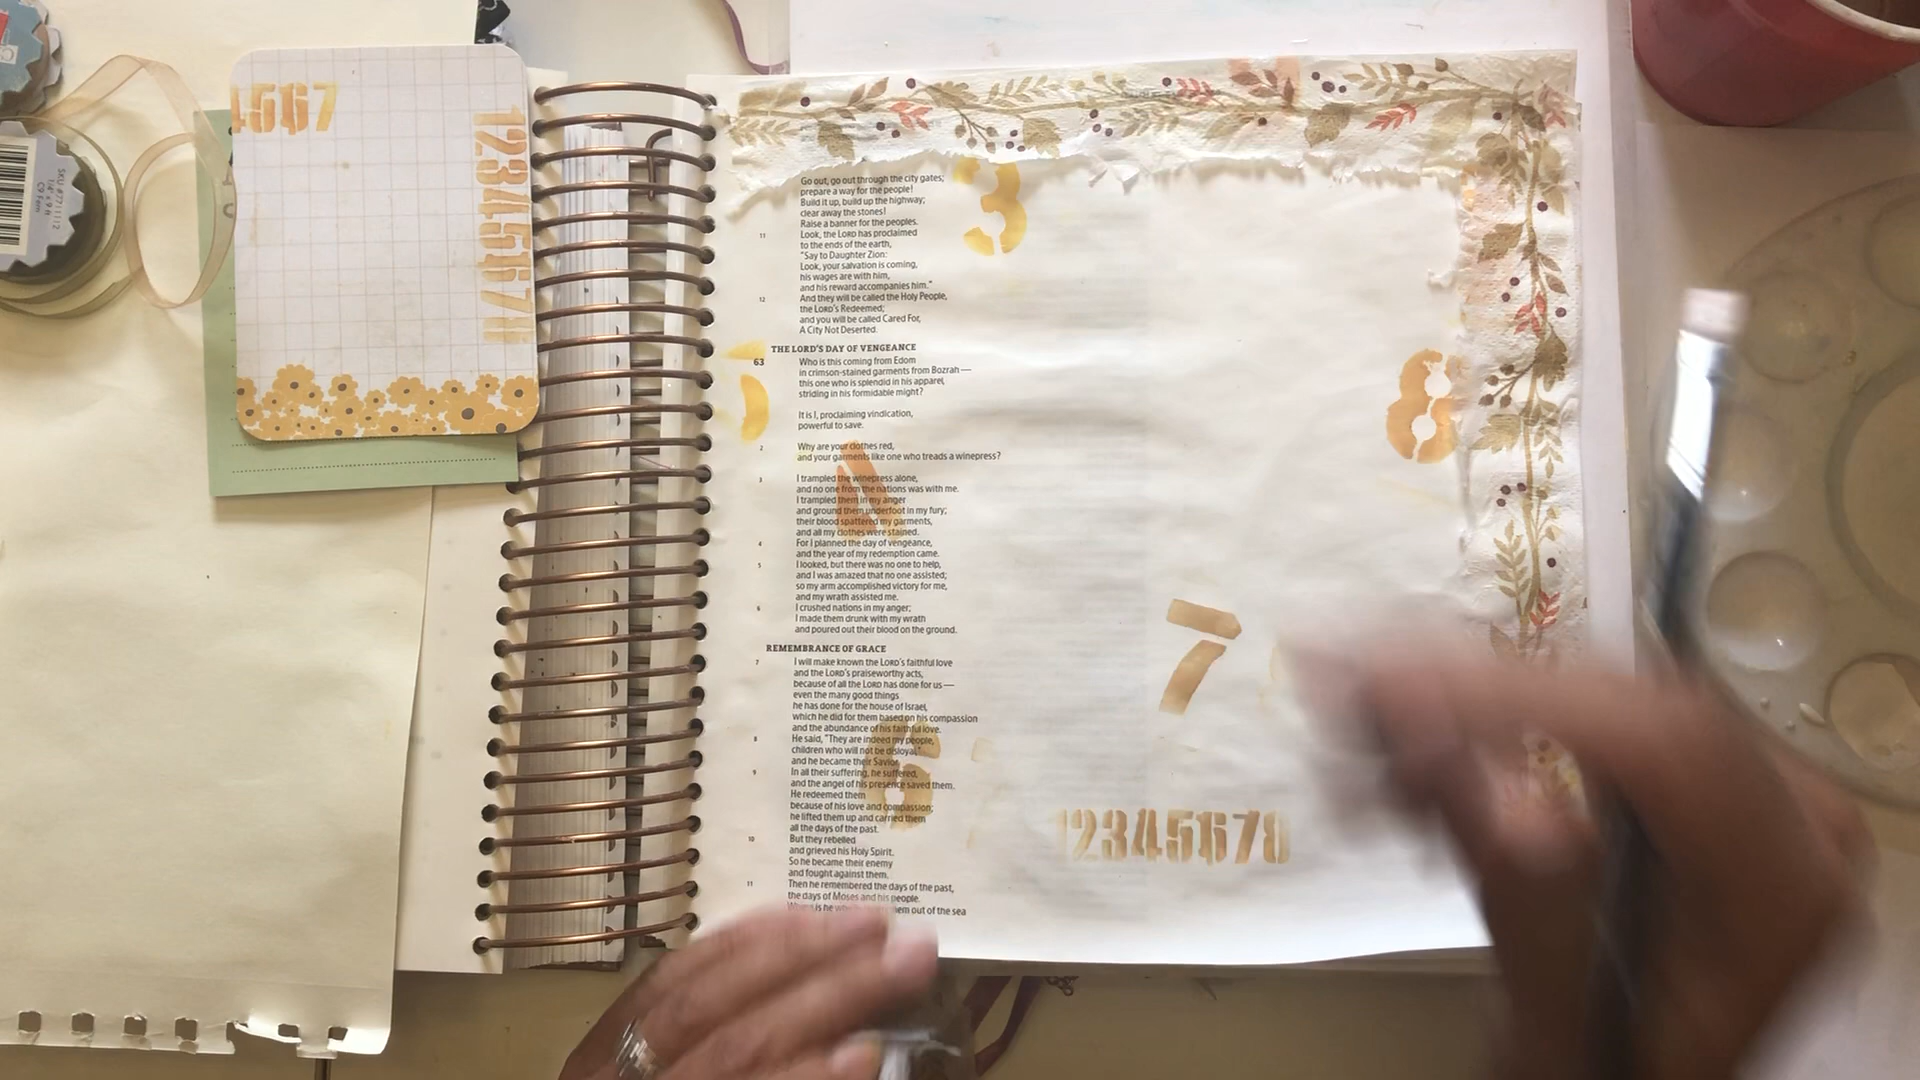 4567
12345678
SKU #2711112
1/4" x 9 ft
C9 Fern
3
Go out, go out through the city gates;
prepare a way for the people!
Build it up, build up the highway;
clear away the stones!
Raise a banner for the peoples.
11 Look, the LORD has proclaimed
to the ends of the earth,
"Say to Daughter Zion:
Look, your salvation is coming,
his wages are with him,
and his reward accompanies him."
12 And they will be called the Holy People,
the LORD's Redeemed;
and you will be called Cared For,
A City Not Deserted.
THE LORD'S DAY OF VENGEANCE
63 Who is this coming from Edom
in crimson-stained garments from Bozrah —
this one who is splendid in his apparel,
striding in his formidable might?
It is I, proclaiming vindication,
powerful to save.
2 Why are your clothes red,
and your garments like one who treads a winepress?
3 I trampled the winepress alone,
and no one from the nations was with me.
I trampled them in my anger
and ground them underfoot in my fury;
their blood spattered my garments,
and all my clothes were stained.
4 For I planned the day of vengeance,
and the year of my redemption came.
5 I looked, but there was no one to help,
and I was amazed that no one assisted;
so my arm accomplished victory for me,
and my wrath assisted me.
6 I crushed nations in my anger;
I made them drunk with my wrath
and poured out their blood on the ground.
REMEMBRANCE OF GRACE
7 I will make known the LORD's faithful love
and the LORD's praiseworthy acts,
because of all the LORD has done for us —
even the many good things
he has done for the house of Israel,
which he did for them based on his compassion
and the abundance of his faithful love.
8 He said, "They are indeed my people,
children who will not be disloyal,"
and he became their Savior.
9 In all their suffering, he suffered,
and the angel of his presence saved them.
He redeemed them
because of his love and compassion;
he lifted them up and carried them
all the days of the past.
10 But they rebelled
and grieved his Holy Spirit.
So he became their enemy
and fought against them.
11 Then he remembered the days of the past,
the days of Moses and his people.
is he them out of the sea
8
7
6
12345678